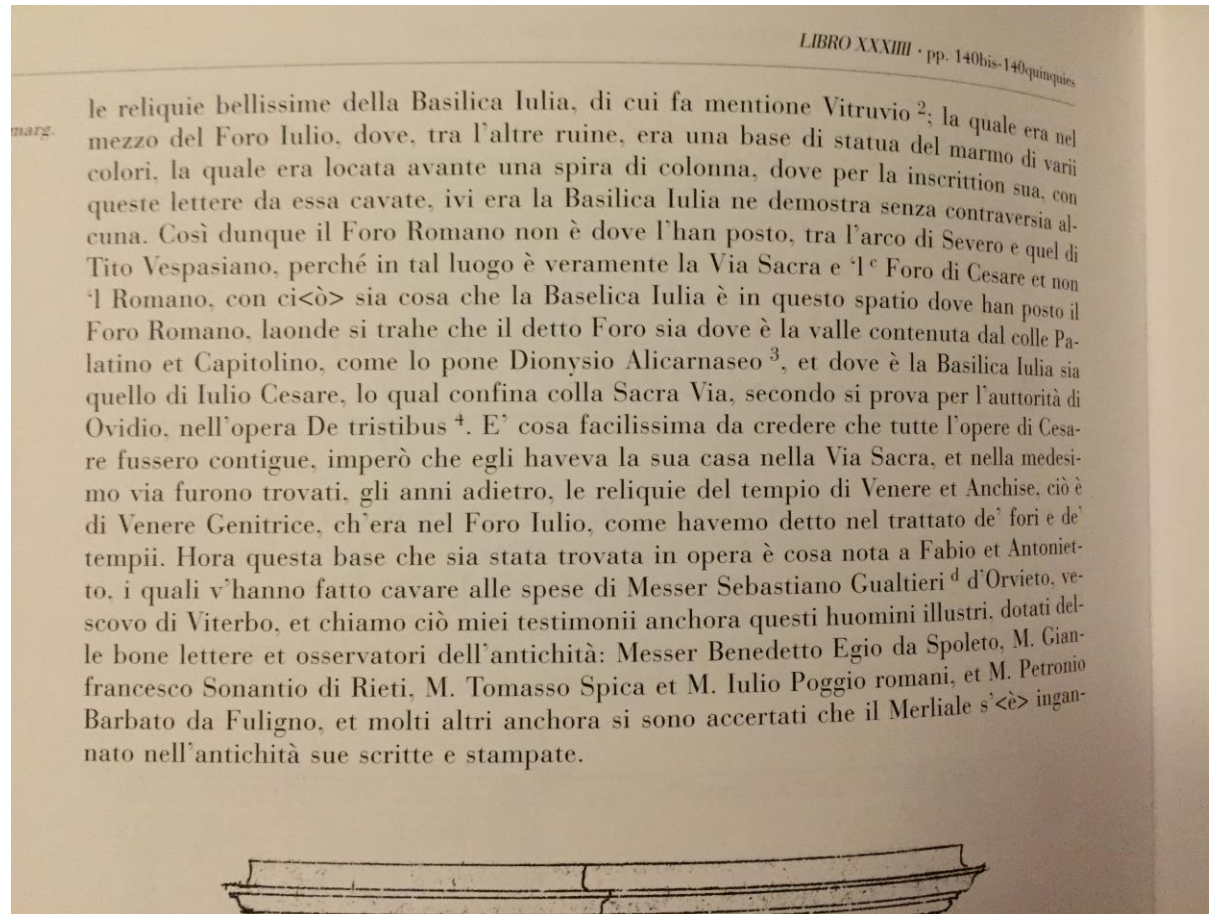 LIBRO XXXIIII · pp. 140bis-140quinquies
marg.
le reliquie bellissime della Basilica Iulia, di cui fa mentione Vitruvio ²; la quale era nel
mezzo del Foro Iulio, dove, tra l'altre ruine, era una base di statua del marmo di varii
colori, la quale era locata avante una spira di colonna, dove per la inscrittion sua, con
queste lettere da essa cavate, ivi era la Basilica Iulia ne demostra senza contraversia al-
cuna. Così dunque il Foro Romano non è dove l'han posto, tra l'arco di Severo e quel di
Tito Vespasiano, perché in tal luogo è veramente la Via Sacra e 'l ᶜ Foro di Cesare et non
'l Romano, con ci<ò> sia cosa che la Baselica Iulia è in questo spatio dove han posto il
Foro Romano, laonde si trahe che il detto Foro sia dove è la valle contenuta dal colle Pa-
latino et Capitolino, come lo pone Dionysio Alicarnaseo ³, et dove è la Basilica Iulia sia
quello di Iulio Cesare, lo qual confina colla Sacra Via, secondo si prova per l'auttorità di
Ovidio, nell'opera De tristibus ⁴. E' cosa facilissima da credere che tutte l'opere di Cesa-
re fussero contigue, imperò che egli haveva la sua casa nella Via Sacra, et nella medesi-
mo via furono trovati, gli anni adietro, le reliquie del tempio di Venere et Anchise, ciò è
di Venere Genitrice, ch'era nel Foro Iulio, come havemo detto nel trattato de' fori e de'
tempii. Hora questa base che sia stata trovata in opera è cosa nota a Fabio et Antoniet-
to, i quali v'hanno fatto cavare alle spese di Messer Sebastiano Gualtieri ᵈ d'Orvieto, ve-
scovo di Viterbo, et chiamo ciò miei testimonii anchora questi huomini illustri, dotati del-
le bone lettere et osservatori dell'antichità: Messer Benedetto Egio da Spoleto, M. Gian-
francesco Sonantio di Rieti, M. Tomasso Spica et M. Iulio Poggio romani, et M. Petronio
Barbato da Fuligno, et molti altri anchora si sono accertati che il Merliale s'<è> ingan-
nato nell'antichità sue scritte e stampate.